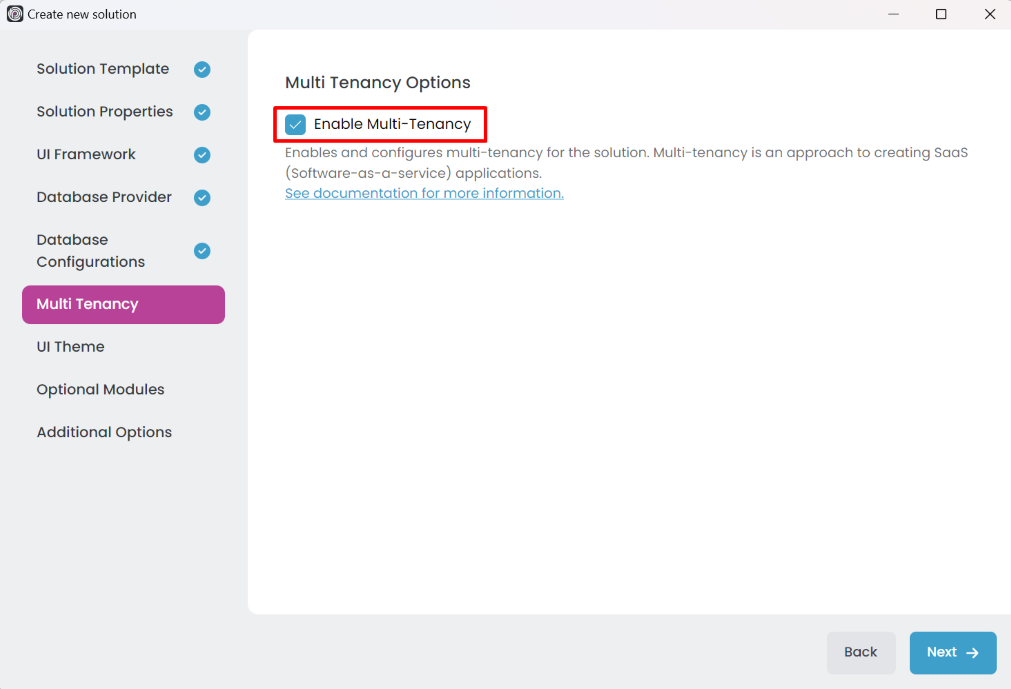 Create new solution
Solution Template
Solution Properties
UI Framework
Database Provider
Database
Configurations
Multi Tenancy
UI Theme
Optional Modules
Additional Options
Multi Tenancy Options
Enable Multi-Tenancy
Enables and configures multi-tenancy for the solution. Multi-tenancy is an approach to creating SaaS
(Software-as-a-service) applications.
See documentation for more information.
Back
Next